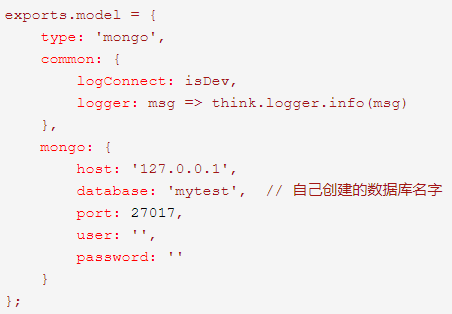 exports.model = {
    type: 'mongo',
    common: {
        logConnect: isDev,
        logger: msg => think.logger.info(msg)
    },
    mongo: {
        host: '127.0.0.1',
        database: 'mytest',  // 自己创建的数据库名字
        port: 27017,
        user: '',
        password: ''
    }
};